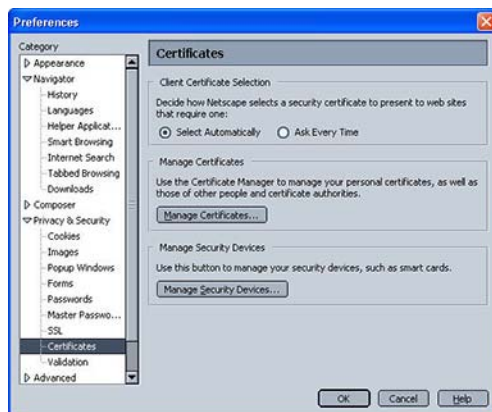 Preferences
Category
Appearance
Navigator
History
Languages
Helper Applicat...
Smart Browsing
Internet Search
Tabbed Browsing
Downloads
Composer
Privacy & Security
Cookies
Images
Popup Windows
Forms
Passwords
Master Passwo...
SSL
Certificates
Validation
Advanced
Certificates
Client Certificate Selection
Decide how Netscape selects a security certificate to present to web sites
that require one:
Select Automatically Ask Every Time
Manage Certificates
Use the Certificate Manager to manage your personal certificates, as well as
those of other people and certificate authorities.
Manage Certificates...
Manage Security Devices
Use this button to manage your security devices, such as smart cards.
Manage Security Devices...
OK Cancel Help